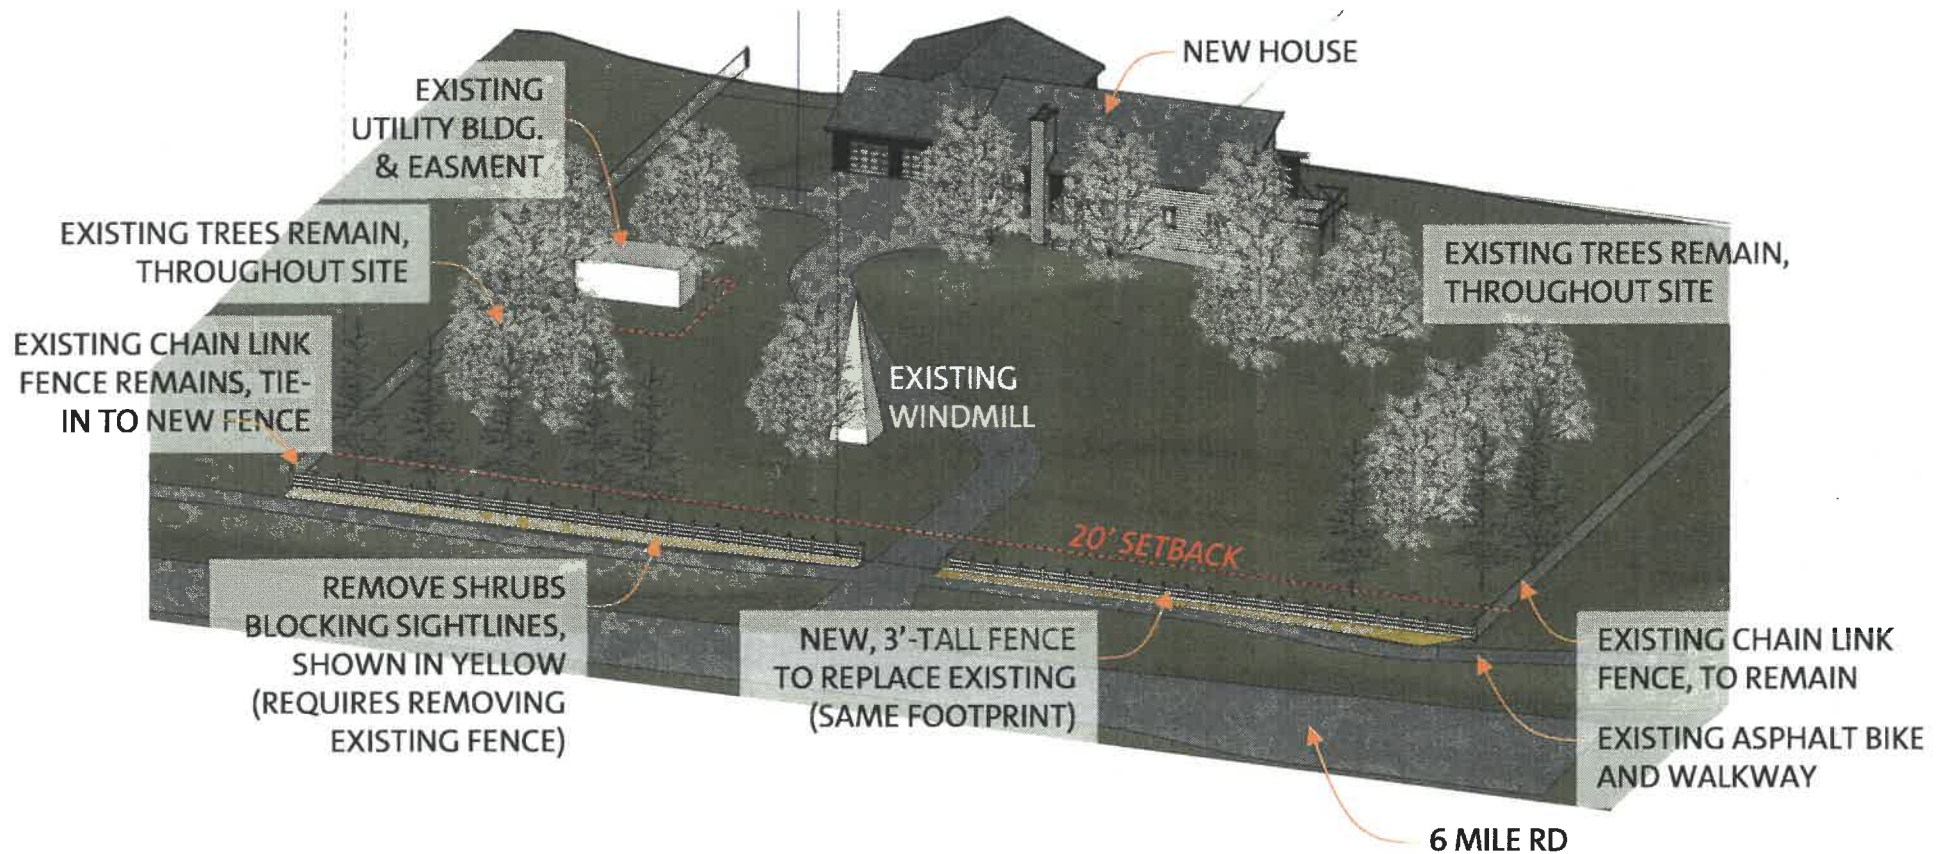 NEW HOUSE
EXISTING
UTILITY BLDG.
& EASMENT
EXISTING TREES REMAIN,
THROUGHOUT SITE
EXISTING TREES REMAIN,
THROUGHOUT SITE
EXISTING CHAIN LINK
FENCE REMAINS, TIE-
IN TO NEW FENCE
EXISTING
WINDMILL
20' SETBACK
REMOVE SHRUBS
BLOCKING SIGHTLINES,
SHOWN IN YELLOW
(REQUIRES REMOVING
EXISTING FENCE)
NEW, 3'-TALL FENCE
TO REPLACE EXISTING
(SAME FOOTPRINT)
EXISTING CHAIN LINK
FENCE, TO REMAIN
EXISTING ASPHALT BIKE
AND WALKWAY
6 MILE RD